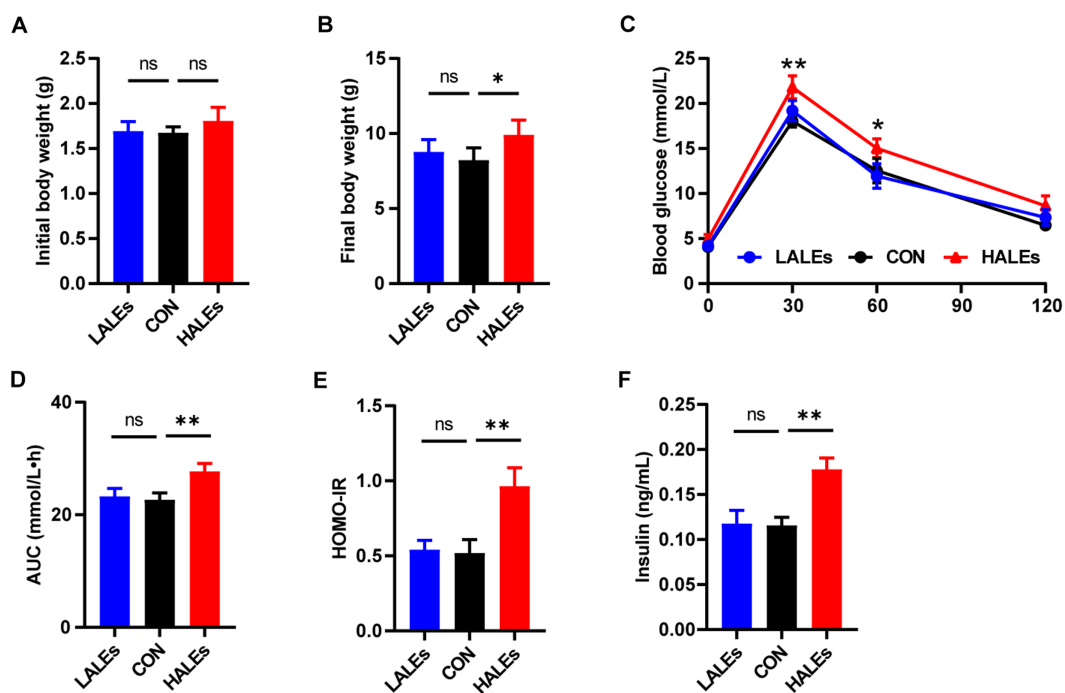 A
Initial body weight (g)
2.5
2.0
1.5
1.0
0.5
0.0
ns
ns
LALEs
CON
HALEs
B
Final body weight (g)
15
10
5
0
ns
*
LALEs
CON
HALEs
C
Blood glucose (mmol/L)
25
20
15
10
5
0
**
*
LALEs CON HALEs
0 30 60 90 120
D
AUC (mmol/L•h)
40
20
0
ns
**
LALEs
CON
HALEs
E
HOMO-IR
1.5
1.0
0.5
0.0
ns
**
LALEs
CON
HALEs
F
Insulin (ng/mL)
0.25
0.20
0.15
0.10
0.05
0.00
ns
**
LALEs
CON
HALEs